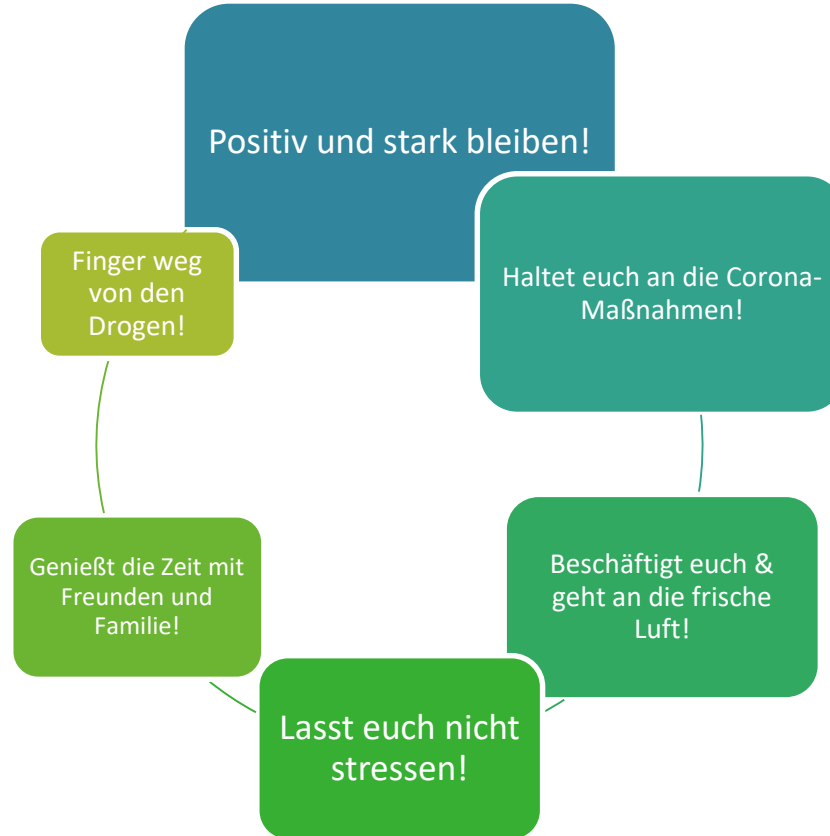 Positiv und stark bleiben!
Haltet euch an die Corona-
Maßnahmen!
Beschäftigt euch &
geht an die frische
Luft!
Lasst euch nicht
stressen!
Genießt die Zeit mit
Freunden und
Familie!
Finger weg
von den
Drogen!